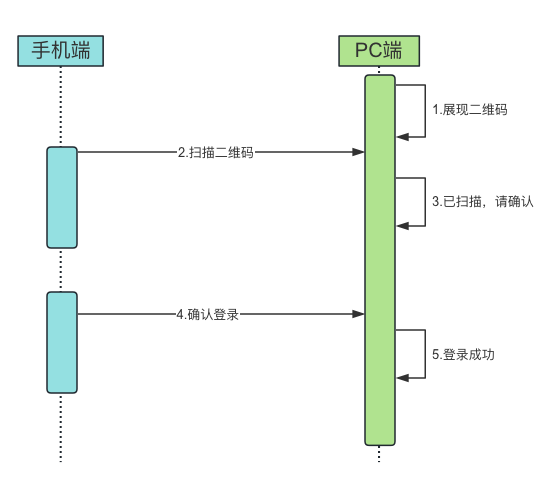 手机端
PC端
1.展现二维码
2.扫描二维码
3.已扫描，请确认
4.确认登录
5.登录成功